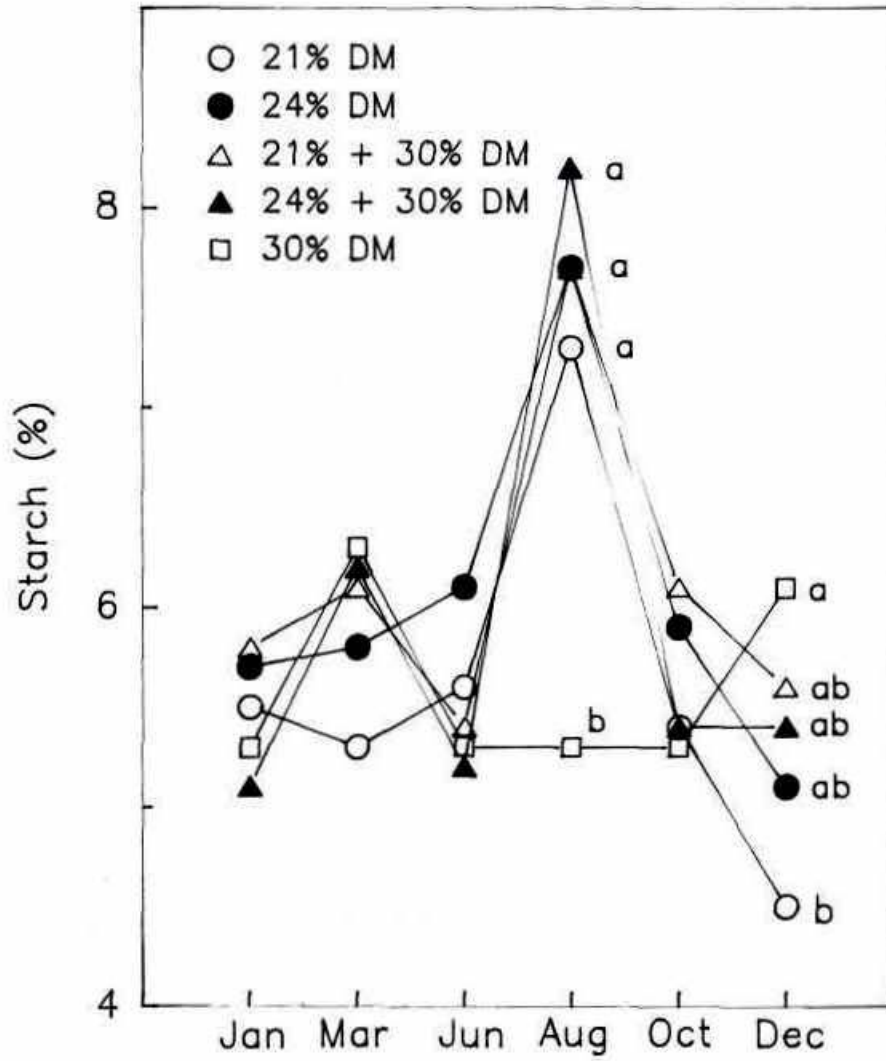 21% DM
24% DM
21% + 30% DM
24% + 30% DM
30% DM
Starch (%)
8
6
4
a
a
a
b
a
ab
ab
ab
b
Jan Mar Jun Aug Oct Dec